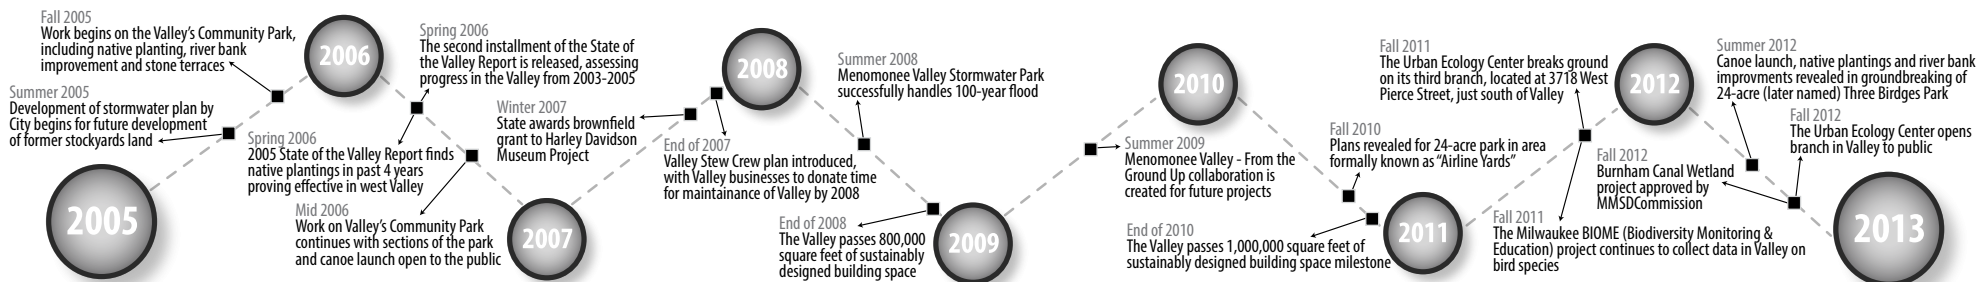 Fall 2005
Work begins on the Valley's Community Park,
including native planting, river bank
improvement and stone terraces
Summer 2005
Development of stormwater plan by
City begins for future development
of former stockyards land
2005
2006
Spring 2006
The second installment of the State of
the Valley Report is released, assessing
progress in the Valley from 2003-2005
Spring 2006
2005 State of the Valley Report finds
native plantings in past 4 years
proving effective in west Valley
Mid 2006
Work on Valley's Community Park
continues with sections of the park
and canoe launch open to the public
2007
Winter 2007
State awards brownfield
grant to Harley Davidson
Museum Project
End of 2007
Valley Stew Crew plan introduced,
with Valley businesses to donate time
for maintainance of Valley by 2008
2008
Summer 2008
Menomonee Valley Stormwater Park
successfully handles 100-year flood
End of 2008
The Valley passes 800,000
square feet of sustainably
designed building space
2009
Summer 2009
Menomonee Valley - From the
Ground Up collaboration is
created for future projects
2010
Fall 2010
Plans revealed for 24-acre park in area
formally known as "Airline Yards"
End of 2010
The Valley passes 1,000,000 square feet of
sustainably designed building space milestone
2011
Fall 2011
The Urban Ecology Center breaks ground
on its third branch, located at 3718 West
Pierce Street, just south of Valley
Fall 2011
The Milwaukee BIOME (Biodiversity Monitoring &
Education) project continues to collect data in Valley on
bird species
2012
Summer 2012
Canoe launch, native plantings and river bank
improvments revealed in groundbreaking of
24-acre (later named) Three Birdges Park
Fall 2012
The Urban Ecology Center opens
branch in Valley to public
Fall 2012
Burnham Canal Wetland
project approved by
MMSDCommission
2013